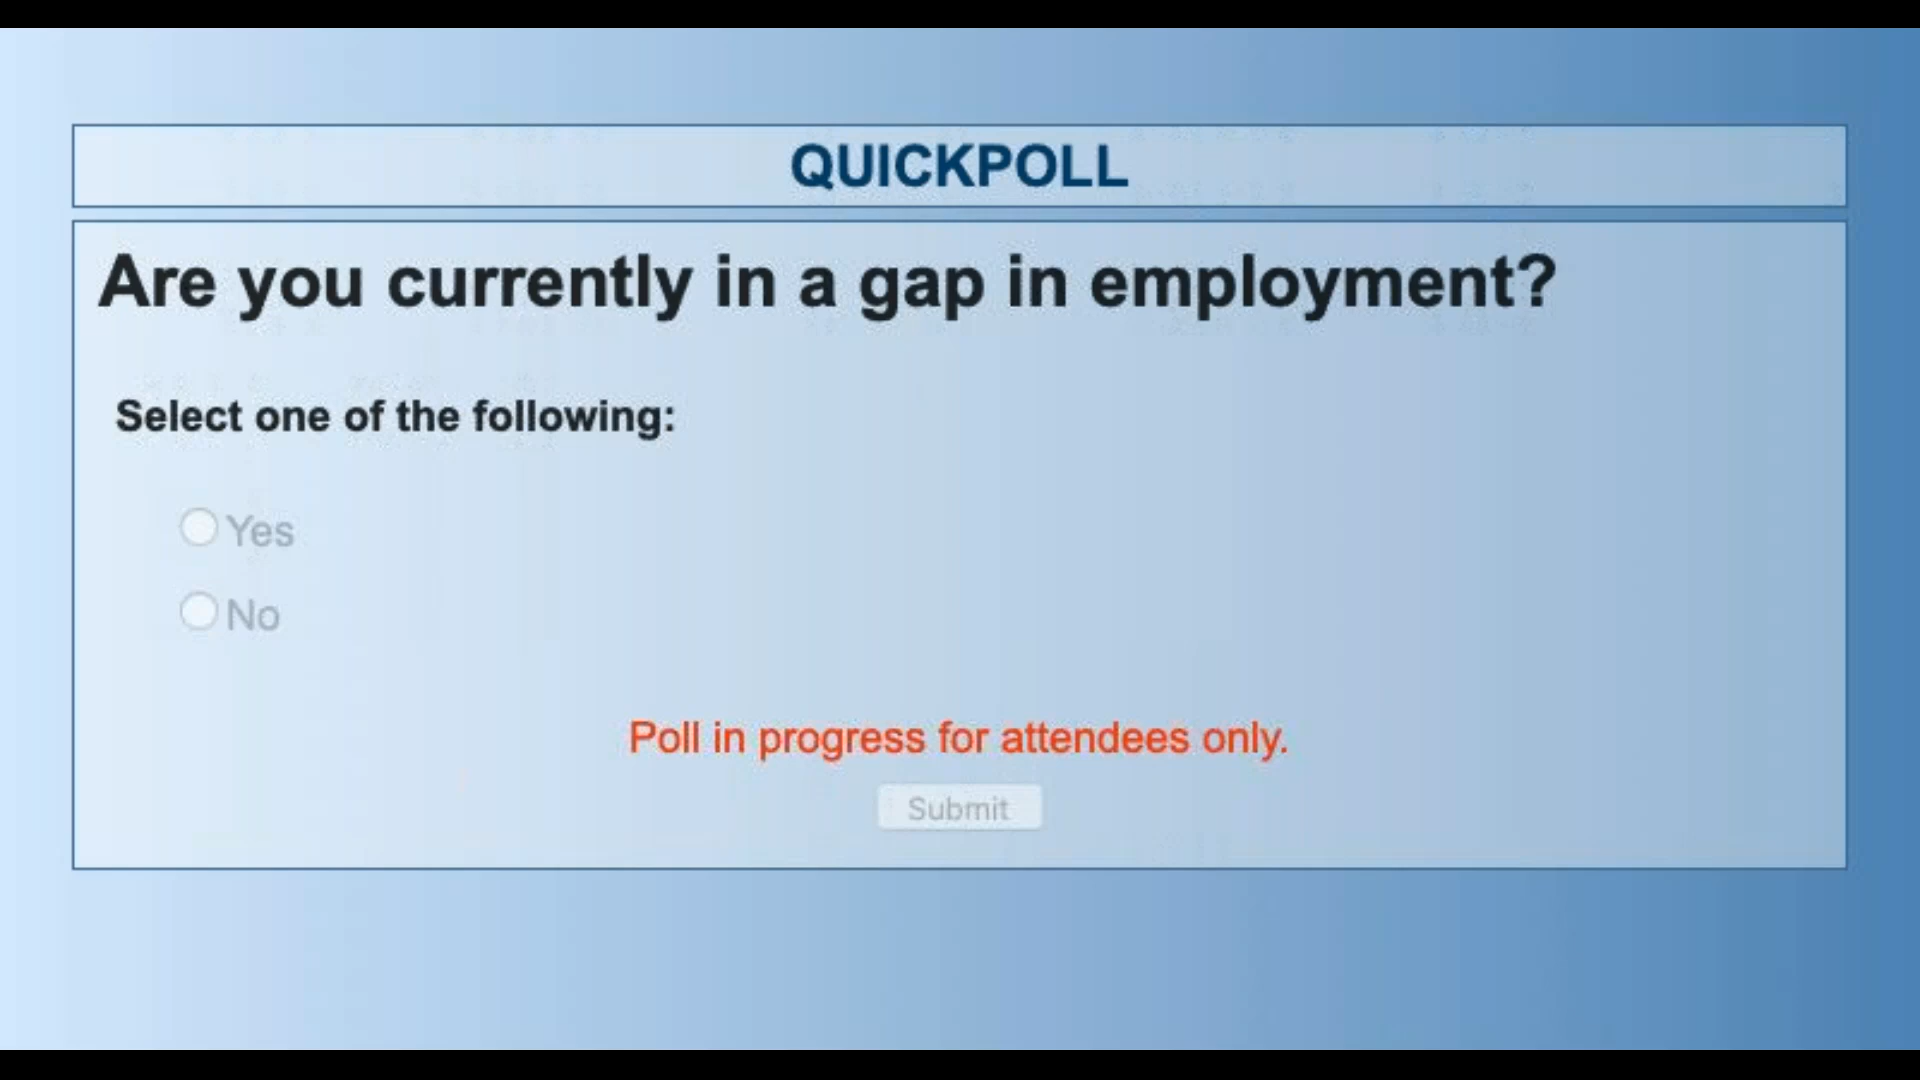 QUICKPOLL
Are you currently in a gap in employment?
Select one of the following:
Yes
No
Poll in progress for attendees only.
Submit